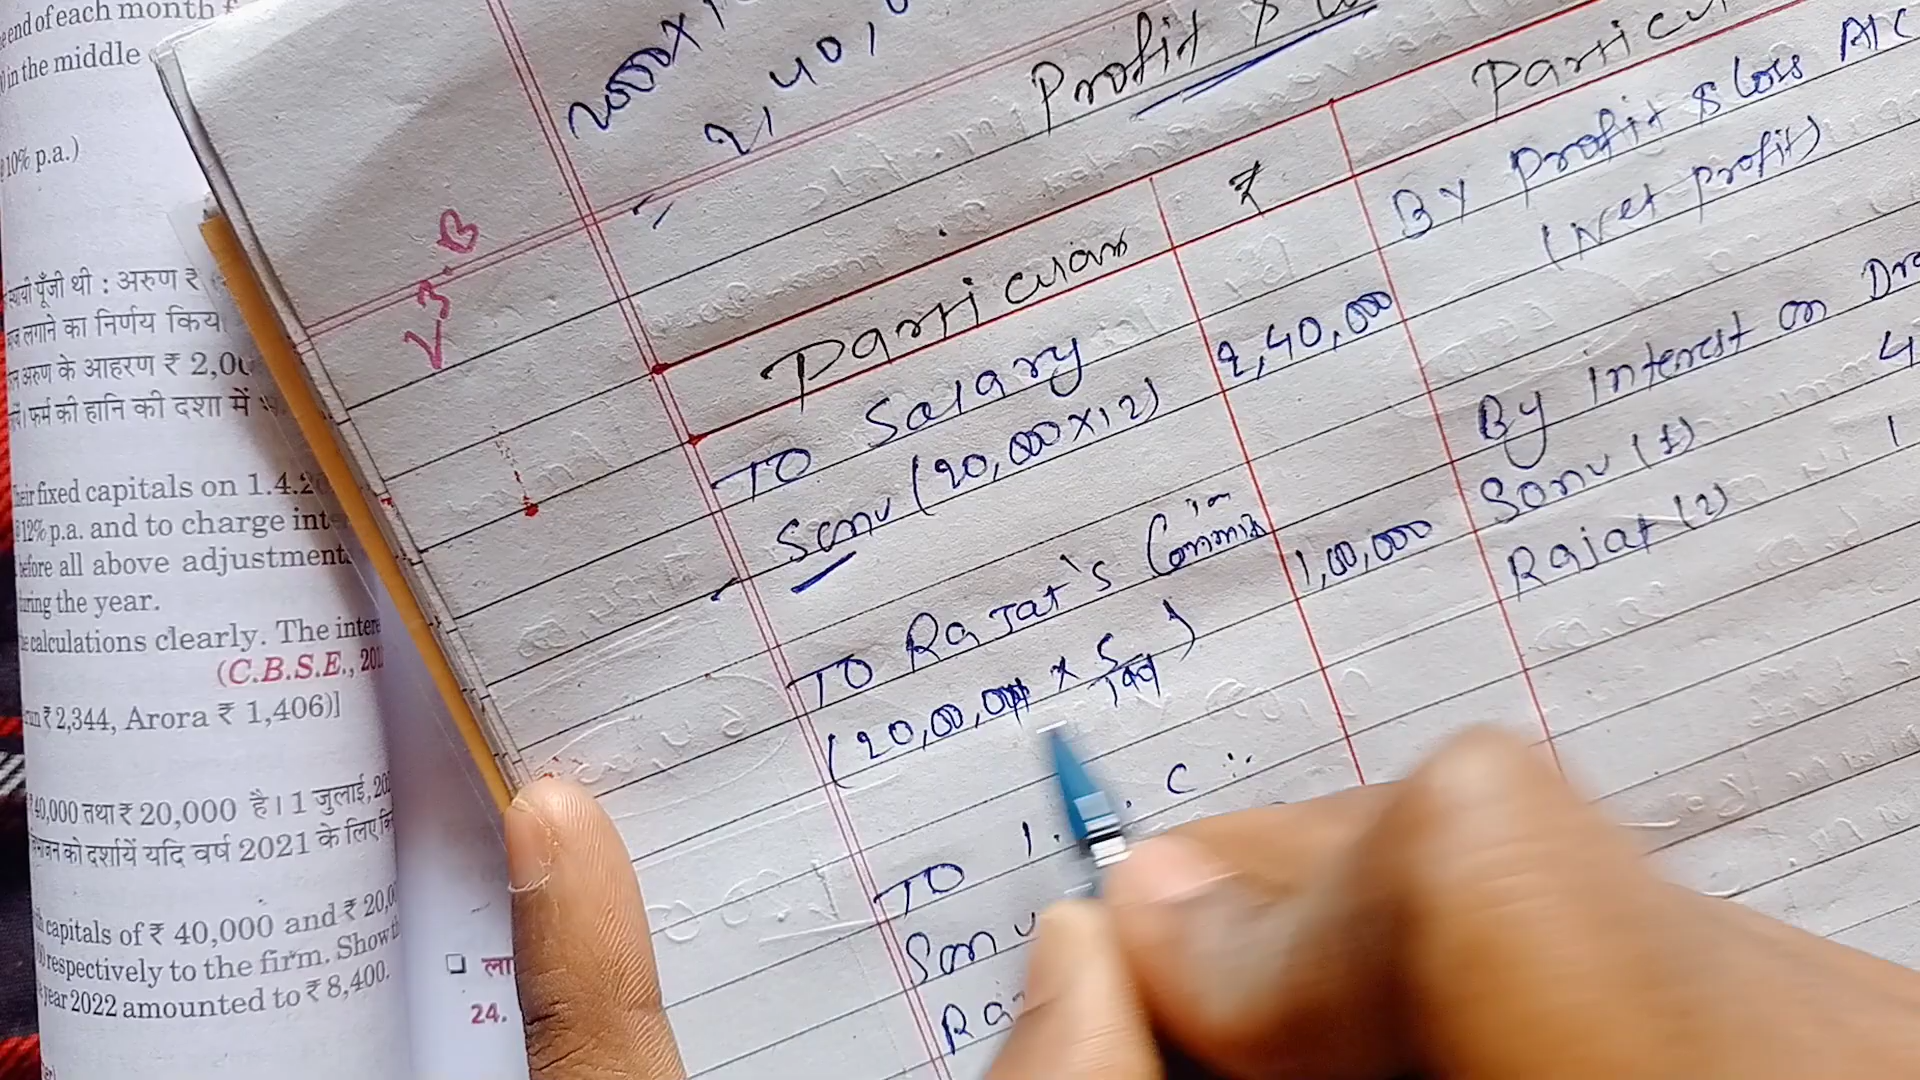 end of each month
in the middle
10% p.a.)
स्थायी पूँजी थी : अरुण ₹
लगाने का निर्णय किय
अरुण के आहरण ₹ 2,00
फर्म की हानि की दशा में
their fixed capitals on 1.4.2
12% p.a. and to charge inte
before all above adjustment
during the year.
calculations clearly. The intere
(C.B.S.E., 20
₹ 2,344, Arora ₹ 1,406)]
40,000 तथा ₹ 20,000 है। 1 जुलाई, 202
को दर्शायें यदि वर्ष 2021 के लिए
capitals of ₹ 40,000 and ₹ 20,0
respectively to the firm. Show th
year 2022 amounted to ₹ 8,400.
24.
2,40,
Profit &
Particulars ₹ Particu
To Salary By Profit & Loss A/C
Sonu (20,000×12) 2,40,000 (Net Profit)
To Rajat's Commission 1,00,000 By Interest on Dra
(20,00,000 × 5/100) Sonu (1) 4
To I. . C :- Rajat (2) 1
Sonu
Ra